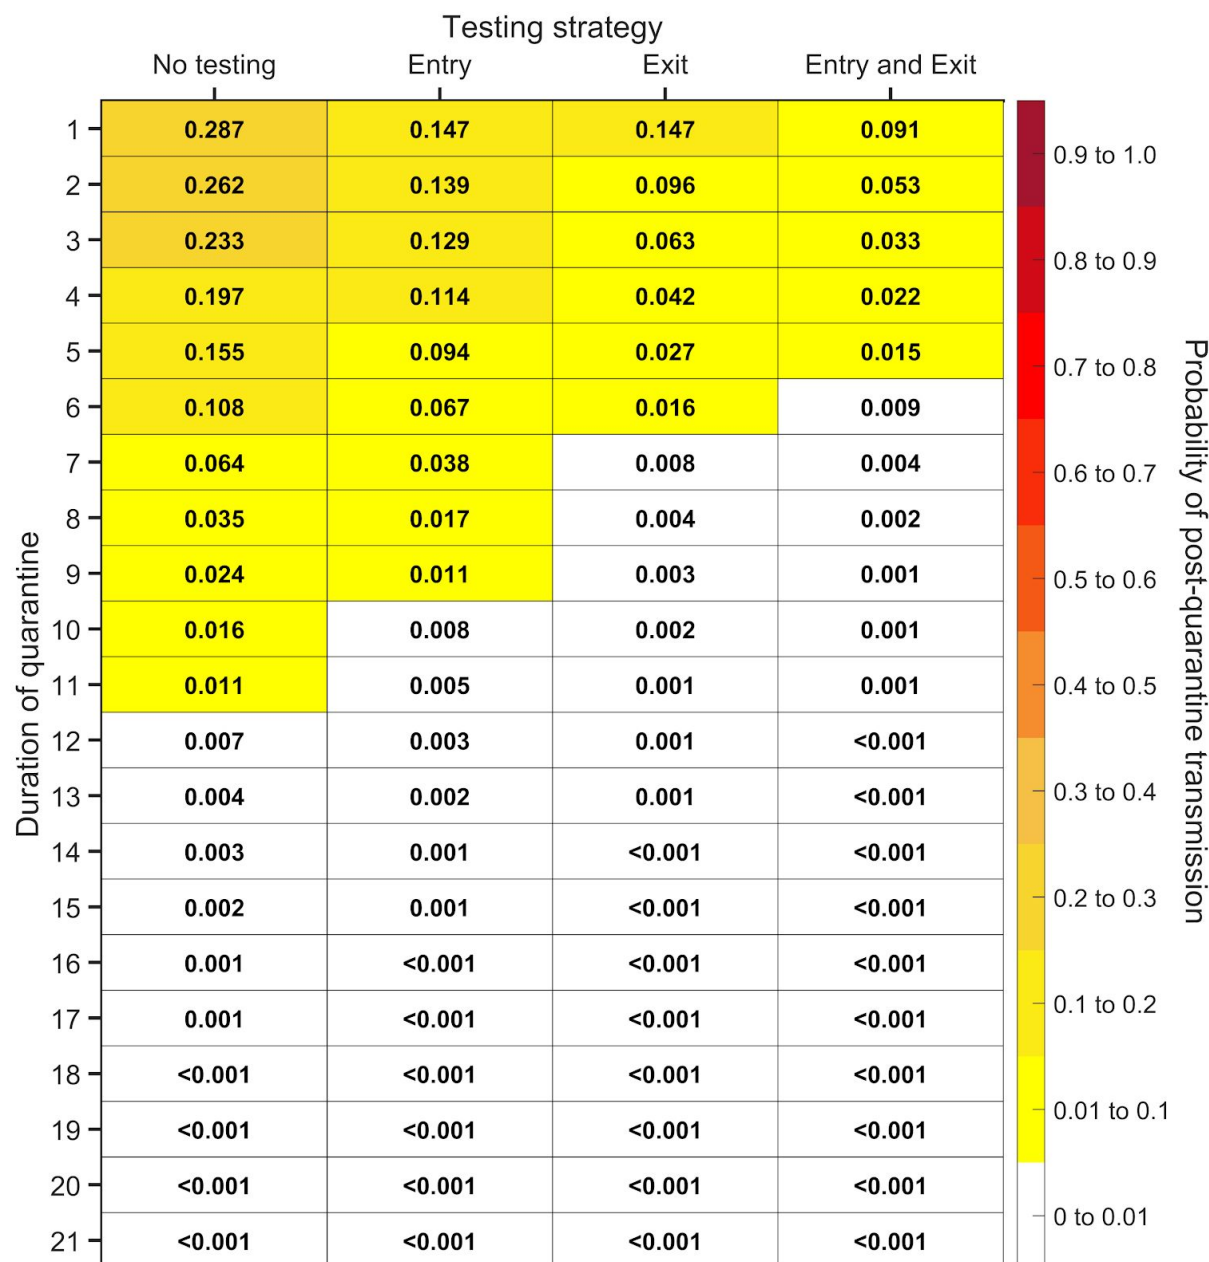 Testing strategy
No testing Entry Exit Entry and Exit
1 0.287 0.147 0.147 0.091
2 0.262 0.139 0.096 0.053
3 0.233 0.129 0.063 0.033
4 0.197 0.114 0.042 0.022
5 0.155 0.094 0.027 0.015
6 0.108 0.067 0.016 0.009
7 0.064 0.038 0.008 0.004
8 0.035 0.017 0.004 0.002
9 0.024 0.011 0.003 0.001
10 0.016 0.008 0.002 0.001
11 0.011 0.005 0.001 0.001
12 0.007 0.003 0.001 <0.001
13 0.004 0.002 0.001 <0.001
14 0.003 0.001 <0.001 <0.001
15 0.002 0.001 <0.001 <0.001
16 0.001 <0.001 <0.001 <0.001
17 0.001 <0.001 <0.001 <0.001
18 <0.001 <0.001 <0.001 <0.001
19 <0.001 <0.001 <0.001 <0.001
20 <0.001 <0.001 <0.001 <0.001
21 <0.001 <0.001 <0.001 <0.001
Duration of quarantine
0.9 to 1.0
0.8 to 0.9
0.7 to 0.8
0.6 to 0.7
0.5 to 0.6
0.4 to 0.5
0.3 to 0.4
0.2 to 0.3
0.1 to 0.2
0.01 to 0.1
0 to 0.01
Probability of post-quarantine transmission